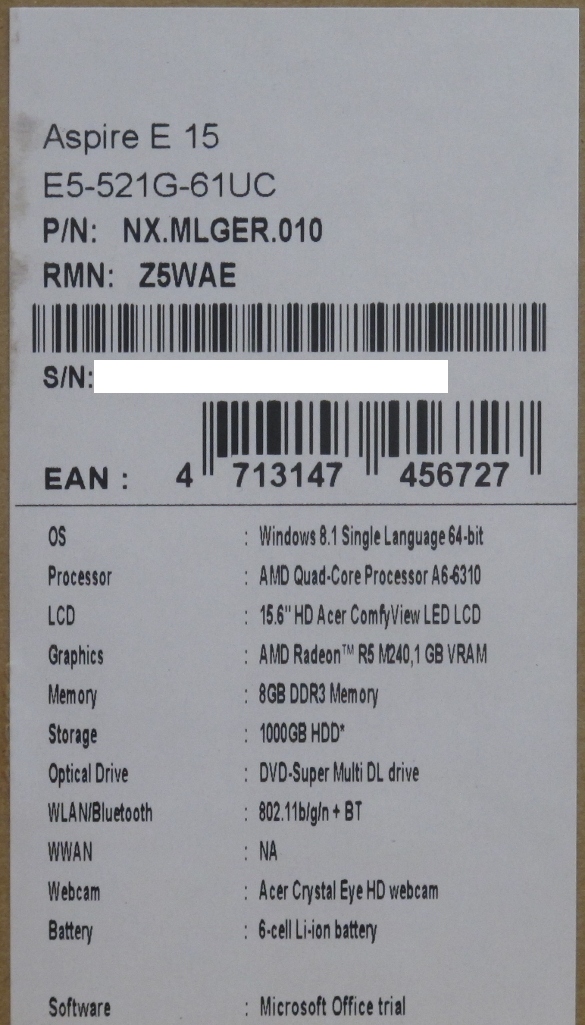 Aspire E 15
E5-521G-61UC
P/N: NX.MLGER.010
RMN: Z5WAE
S/N:
EAN : 4 713147 456727
OS : Windows 8.1 Single Language 64-bit
Processor : AMD Quad-Core Processor A6-6310
LCD : 15.6" HD Acer ComfyView LED LCD
Graphics : AMD Radeon™ R5 M240,1 GB VRAM
Memory : 8GB DDR3 Memory
Storage : 1000GB HDD*
Optical Drive : DVD-Super Multi DL drive
WLAN/Bluetooth : 802.11b/g/n + BT
WWAN : NA
Webcam : Acer Crystal Eye HD webcam
Battery : 6-cell Li-ion battery
Software : Microsoft Office trial